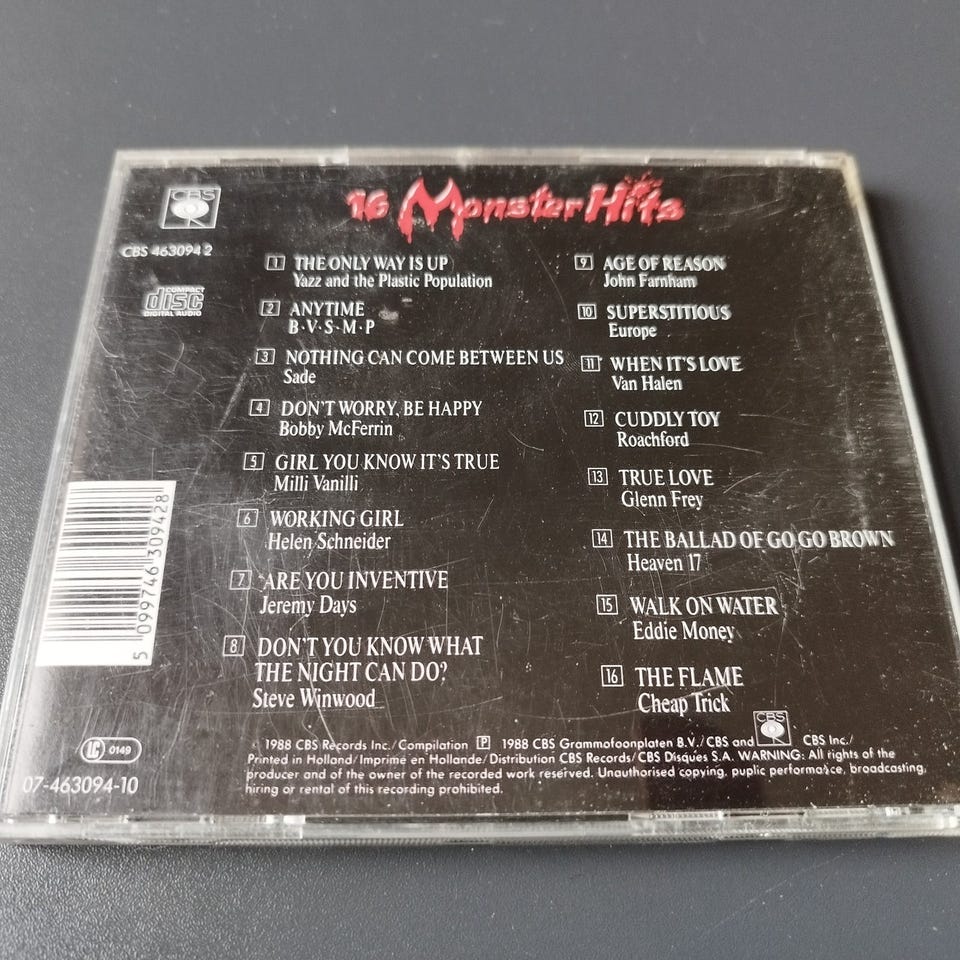 CBS
CBS 463094 2
COMPACT
disc
DIGITAL AUDIO
16 Monster Hits
1 THE ONLY WAY IS UP
Yazz and the Plastic Population
2 ANYTIME
B·V·S·M·P
3 NOTHING CAN COME BETWEEN US
Sade
4 DON'T WORRY, BE HAPPY
Bobby McFerrin
5 GIRL YOU KNOW IT'S TRUE
Milli Vanilli
6 WORKING GIRL
Helen Schneider
7 ARE YOU INVENTIVE
Jeremy Days
8 DON'T YOU KNOW WHAT
THE NIGHT CAN DO?
Steve Winwood
9 AGE OF REASON
John Farnham
10 SUPERSTITIOUS
Europe
11 WHEN IT'S LOVE
Van Halen
12 CUDDLY TOY
Roachford
13 TRUE LOVE
Glenn Frey
14 THE BALLAD OF GO GO BROWN
Heaven 17
15 WALK ON WATER
Eddie Money
16 THE FLAME
Cheap Trick
5 099746 309428
LC 0149
07-463094-10
1988 CBS Records Inc./Compilation Ⓟ 1988 CBS Grammofoonplaten B.V./CBS and CBS CBS Inc./
Printed in Holland/Imprimé en Hollande/Distribution CBS Records/CBS Disques S.A. WARNING: All rights of the
producer and of the owner of the recorded work reserved. Unauthorised copying, puplic performance, broadcasting,
hiring or rental of this recording prohibited.